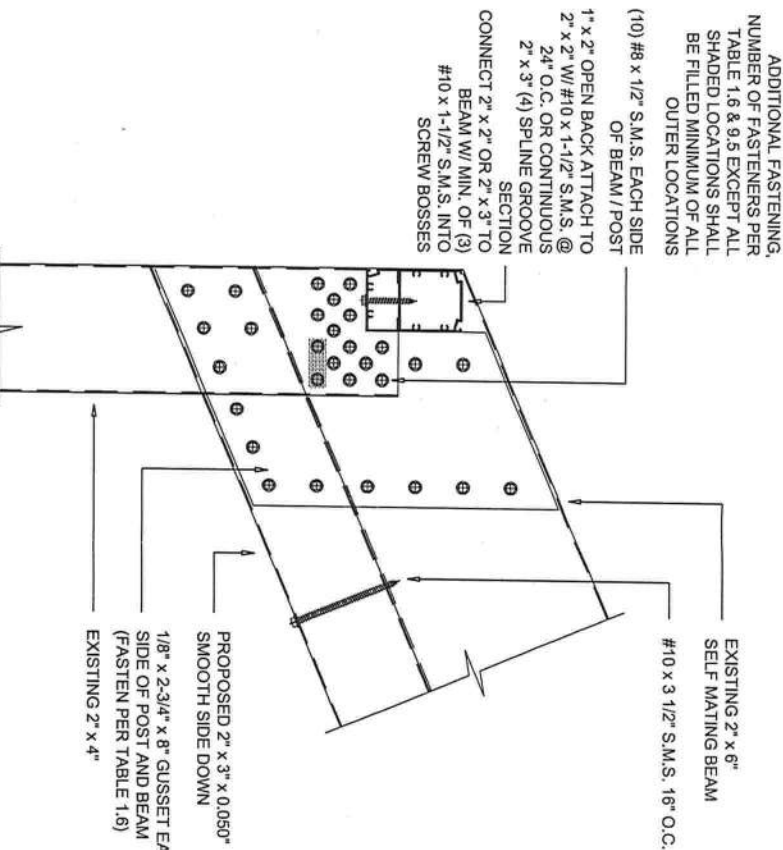 ADDITIONAL FASTENING,
NUMBER OF FASTENERS PER
TABLE 1.6 & 9.5 EXCEPT ALL
SHADED LOCATIONS SHALL
BE FILLED MINIMUM OF ALL
OUTER LOCATIONS
(10) #8 x 1/2" S.M.S. EACH SIDE
OF BEAM / POST
1" x 2" OPEN BACK ATTACH TO
2" x 2" W/ #10 x 1-1/2" S.M.S. @
24" O.C. OR CONTINUOUS
2" x 3" (4) SPLINE GROOVE
SECTION
CONNECT 2" x 2" OR 2" x 3" TO
BEAM W/ MIN. OF (3)
#10 x 1-1/2" S.M.S. INTO
SCREW BOSSES
EXISTING 2" x 6"
SELF MATING BEAM
#10 x 3 1/2" S.M.S. 16" O.C.
PROPOSED 2" x 3" x 0.050"
SMOOTH SIDE DOWN
1/8" x 2-3/4" x 8" GUSSET EA
SIDE OF POST AND BEAM
(FASTEN PER TABLE 1.6)
EXISTING 2" x 4"